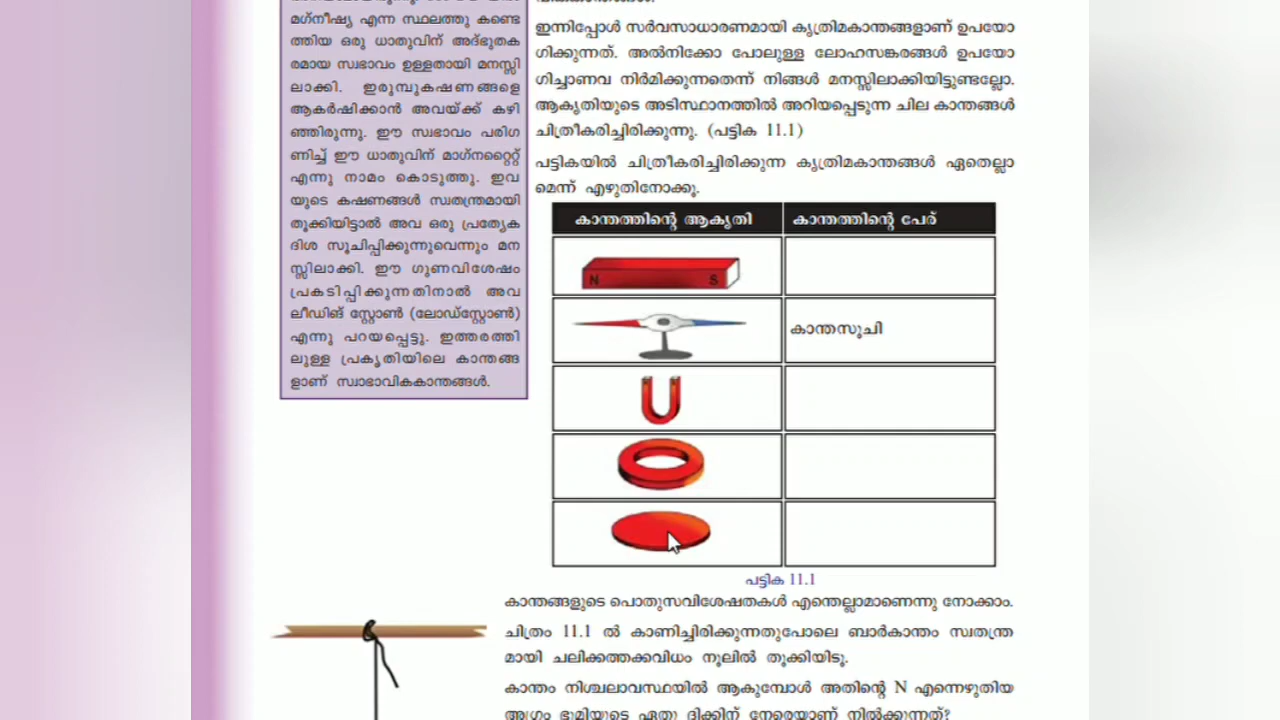 മഗ്നീഷ്യ എന്ന സ്ഥലത്തു കണ്ടെ
ത്തിയ ഒരു ധാതുവിന് അദ്ഭുതക
രമായ സ്വഭാവം ഉള്ളതായി മനസ്സി
ലാക്കി. ഇരുമ്പുകഷണങ്ങളെ
ആകർഷിക്കാൻ അവയ്ക്ക് കഴി
ഞ്ഞിരുന്നു. ഈ സ്വഭാവം പരിഗ
ണിച്ച് ഈ ധാതുവിന് മാഗ്നറ്റൈറ്റ്
എന്നു നാമം കൊടുത്തു. ഇവ
യുടെ കഷണങ്ങൾ സ്വതന്ത്രമായി
തൂക്കിയിട്ടാൽ അവ ഒരു പ്രത്യേക
ദിശ സൂചിപ്പിക്കുന്നുവെന്നും മന
സ്സിലാക്കി. ഈ ഗുണവിശേഷം
പ്രകടിപ്പിക്കുന്നതിനാൽ അവ
ലീഡിങ് സ്റ്റോൺ (ലോഡ്സ്റ്റോൺ)
എന്നു പറയപ്പെട്ടു. ഇത്തരത്തി
ലുള്ള പ്രകൃതിയിലെ കാന്തങ്ങ
ളാണ് സ്വാഭാവികകാന്തങ്ങൾ.
ഇന്നിപ്പോൾ സർവസാധാരണമായി കൃത്രിമകാന്തങ്ങളാണ് ഉപയോ
ഗിക്കുന്നത്. അൽനിക്കോ പോലുള്ള ലോഹസങ്കരങ്ങൾ ഉപയോ
ഗിച്ചാണവ നിർമിക്കുന്നതെന്ന് നിങ്ങൾ മനസ്സിലാക്കിയിട്ടുണ്ടല്ലോ.
ആകൃതിയുടെ അടിസ്ഥാനത്തിൽ അറിയപ്പെടുന്ന ചില കാന്തങ്ങൾ
ചിത്രീകരിച്ചിരിക്കുന്നു. (പട്ടിക 11.1)
പട്ടികയിൽ ചിത്രീകരിച്ചിരിക്കുന്ന കൃത്രിമകാന്തങ്ങൾ ഏതെല്ലാ
മെന്ന് എഴുതിനോക്കൂ.
കാന്തത്തിന്റെ ആകൃതി കാന്തത്തിന്റെ പേര്
N S
കാന്തസൂചി
പട്ടിക 11.1
കാന്തങ്ങളുടെ പൊതുസവിശേഷതകൾ എന്തെല്ലാമാണെന്നു നോക്കാം.
ചിത്രം 11.1 ൽ കാണിച്ചിരിക്കുന്നതുപോലെ ബാർകാന്തം സ്വതന്ത്ര
മായി ചലിക്കത്തക്കവിധം നൂലിൽ തൂക്കിയിടൂ.
കാന്തം നിശ്ചലാവസ്ഥയിൽ ആകുമ്പോൾ അതിന്റെ N എന്നെഴുതിയ
അഗ്രം ഭൂമിയുടെ ഏതു ദിക്കിന് നേരെയാണ് നിൽക്കുന്നത്?